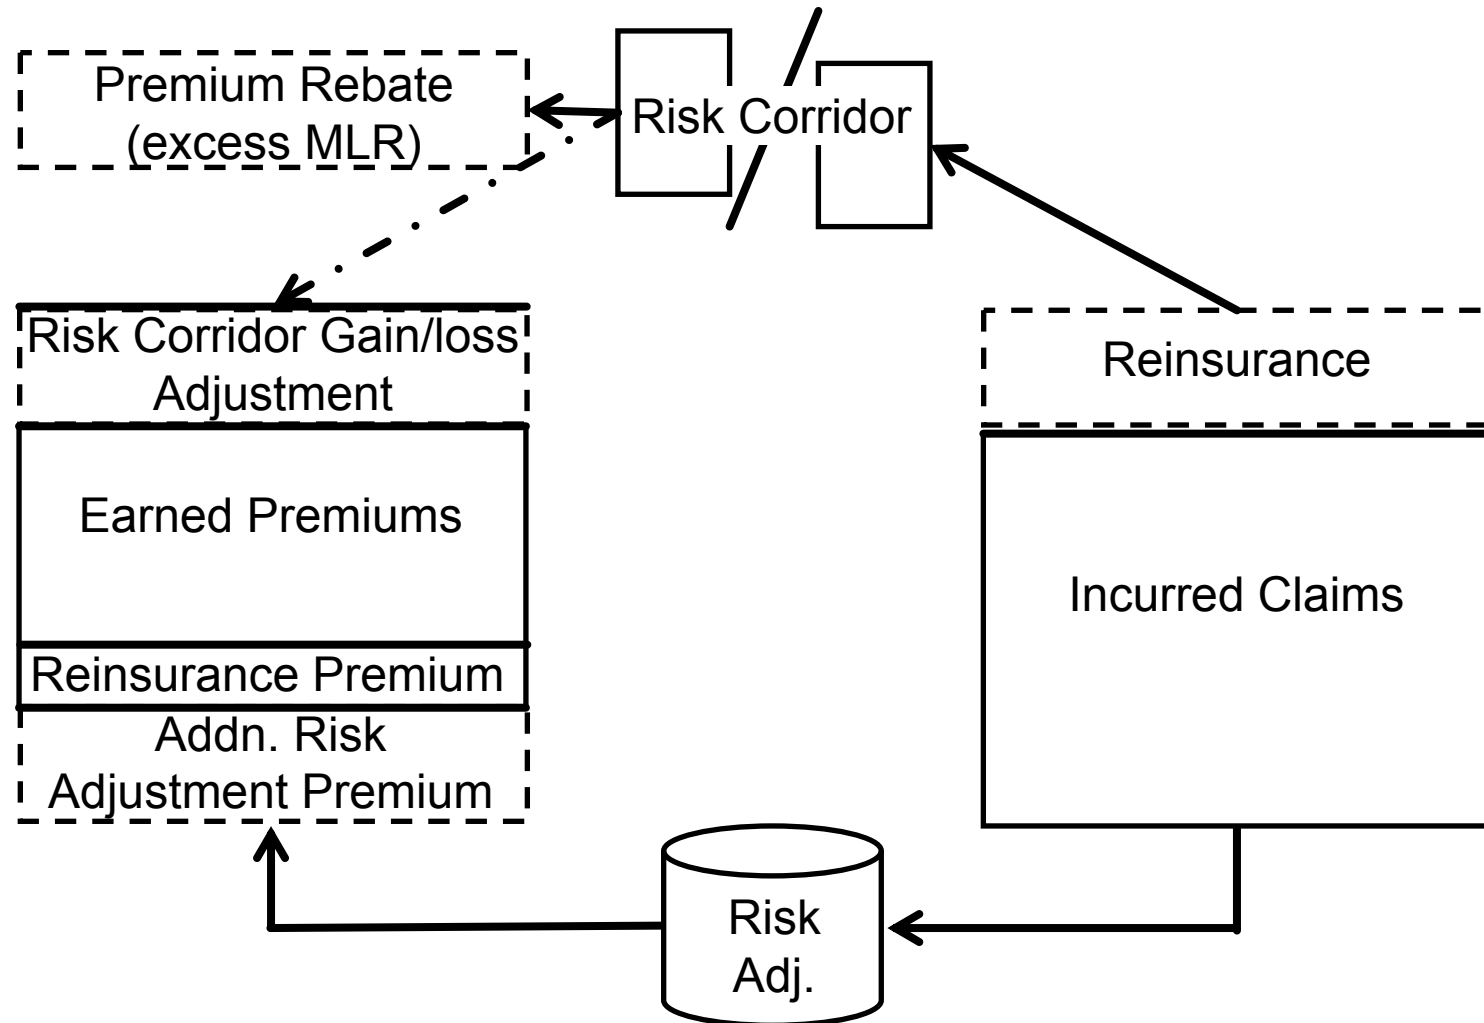 Premium Rebate
(excess MLR)
Risk Corridor
Risk Corridor Gain/loss
Adjustment
Reinsurance
Earned Premiums
Incurred Claims
Reinsurance Premium
Addn. Risk
Adjustment Premium
Risk
Adj.